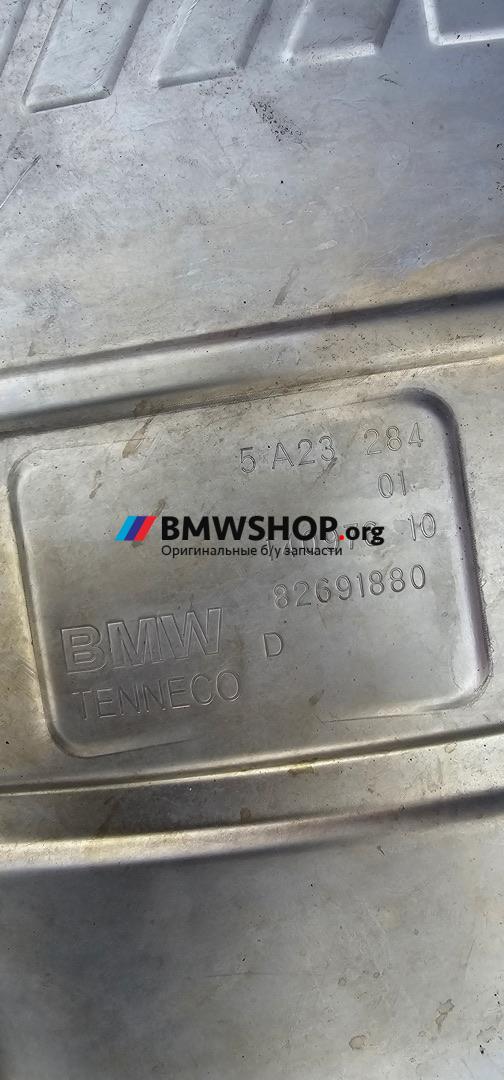 5 A23 284
01
BMWSHOP.org
10
Оригинальные б/у запчасти
82691880
BMW D
TENNECO